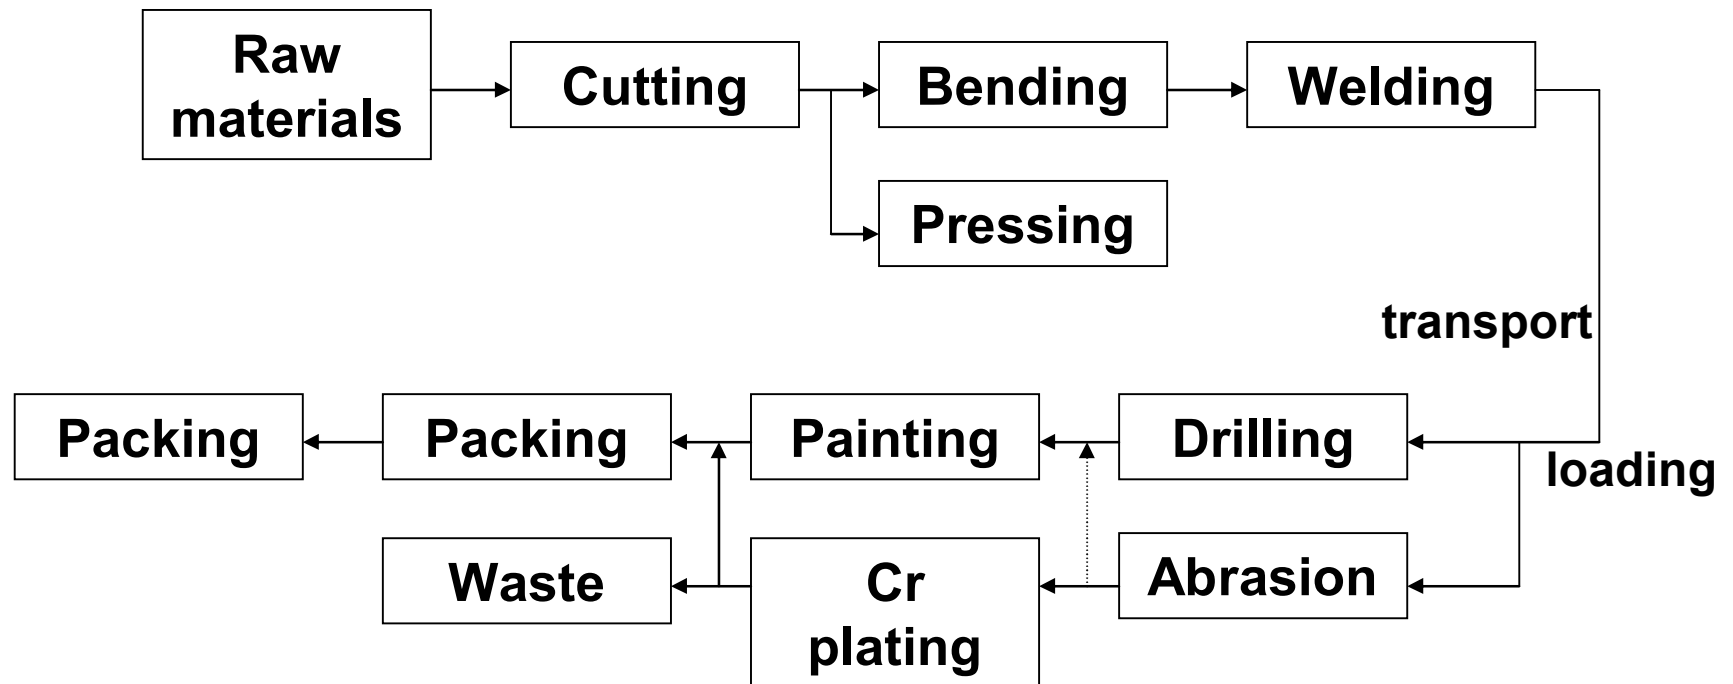 Raw
materials
Cutting
Bending
Welding
Pressing
transport
Packing
Packing
Painting
Drilling
loading
Waste
Cr
plating
Abrasion